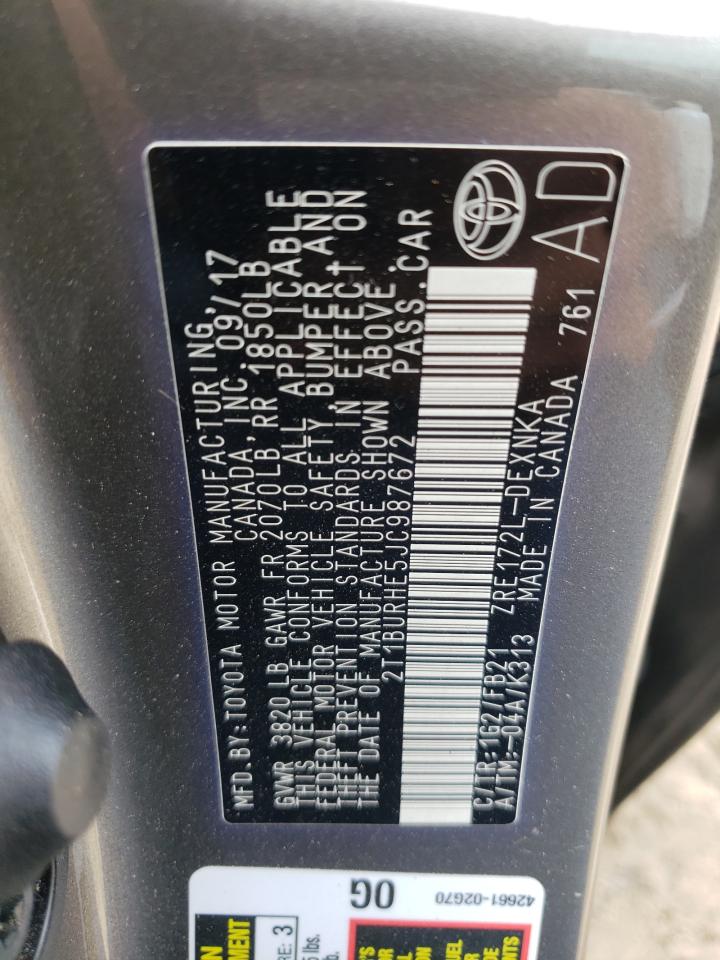 MFD.BY:TOYOTA MOTOR MANUFACTURING,
CANADA,INC.09/17
GVWR 3820 LB GAWR FR 2070LB,RR 1850LB
THIS VEHICLE CONFORMS TO ALL APPLICABLE
FEDERAL MOTOR VEHICLE SAFETY, BUMPER, AND
THEFT PREVENTION STANDARDS IN EFFECT ON
THE DATE OF MANUFACTURE SHOWN ABOVE.
2T1BURHE5JC987672 PASS.CAR
C/TR:1G2/FB21 ZRE172L-DEXNKA
A/TM:-04A/K313 MADE IN CANADA 761
AD
OG
42661-02G70